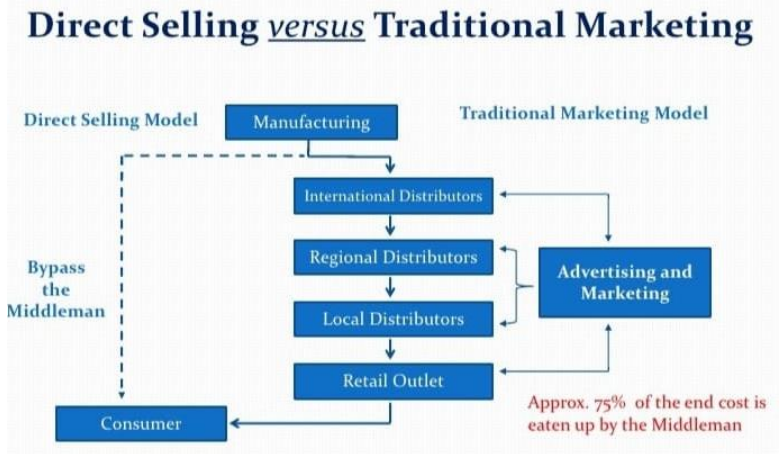 Direct Selling versus Traditional Marketing
Direct Selling Model
Manufacturing
Traditional Marketing Model
International Distributors
Regional Distributors
Bypass
the
Middleman
Advertising and
Marketing
Local Distributors
Retail Outlet
Approx. 75% of the end cost is
eaten up by the Middleman
Consumer